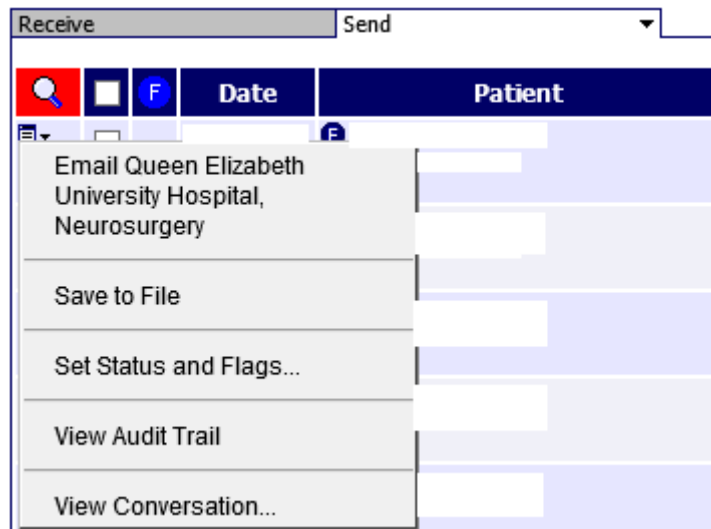 Receive
Send
F
Date
Patient
F
Email Queen Elizabeth
University Hospital,
Neurosurgery
Save to File
Set Status and Flags...
View Audit Trail
View Conversation...